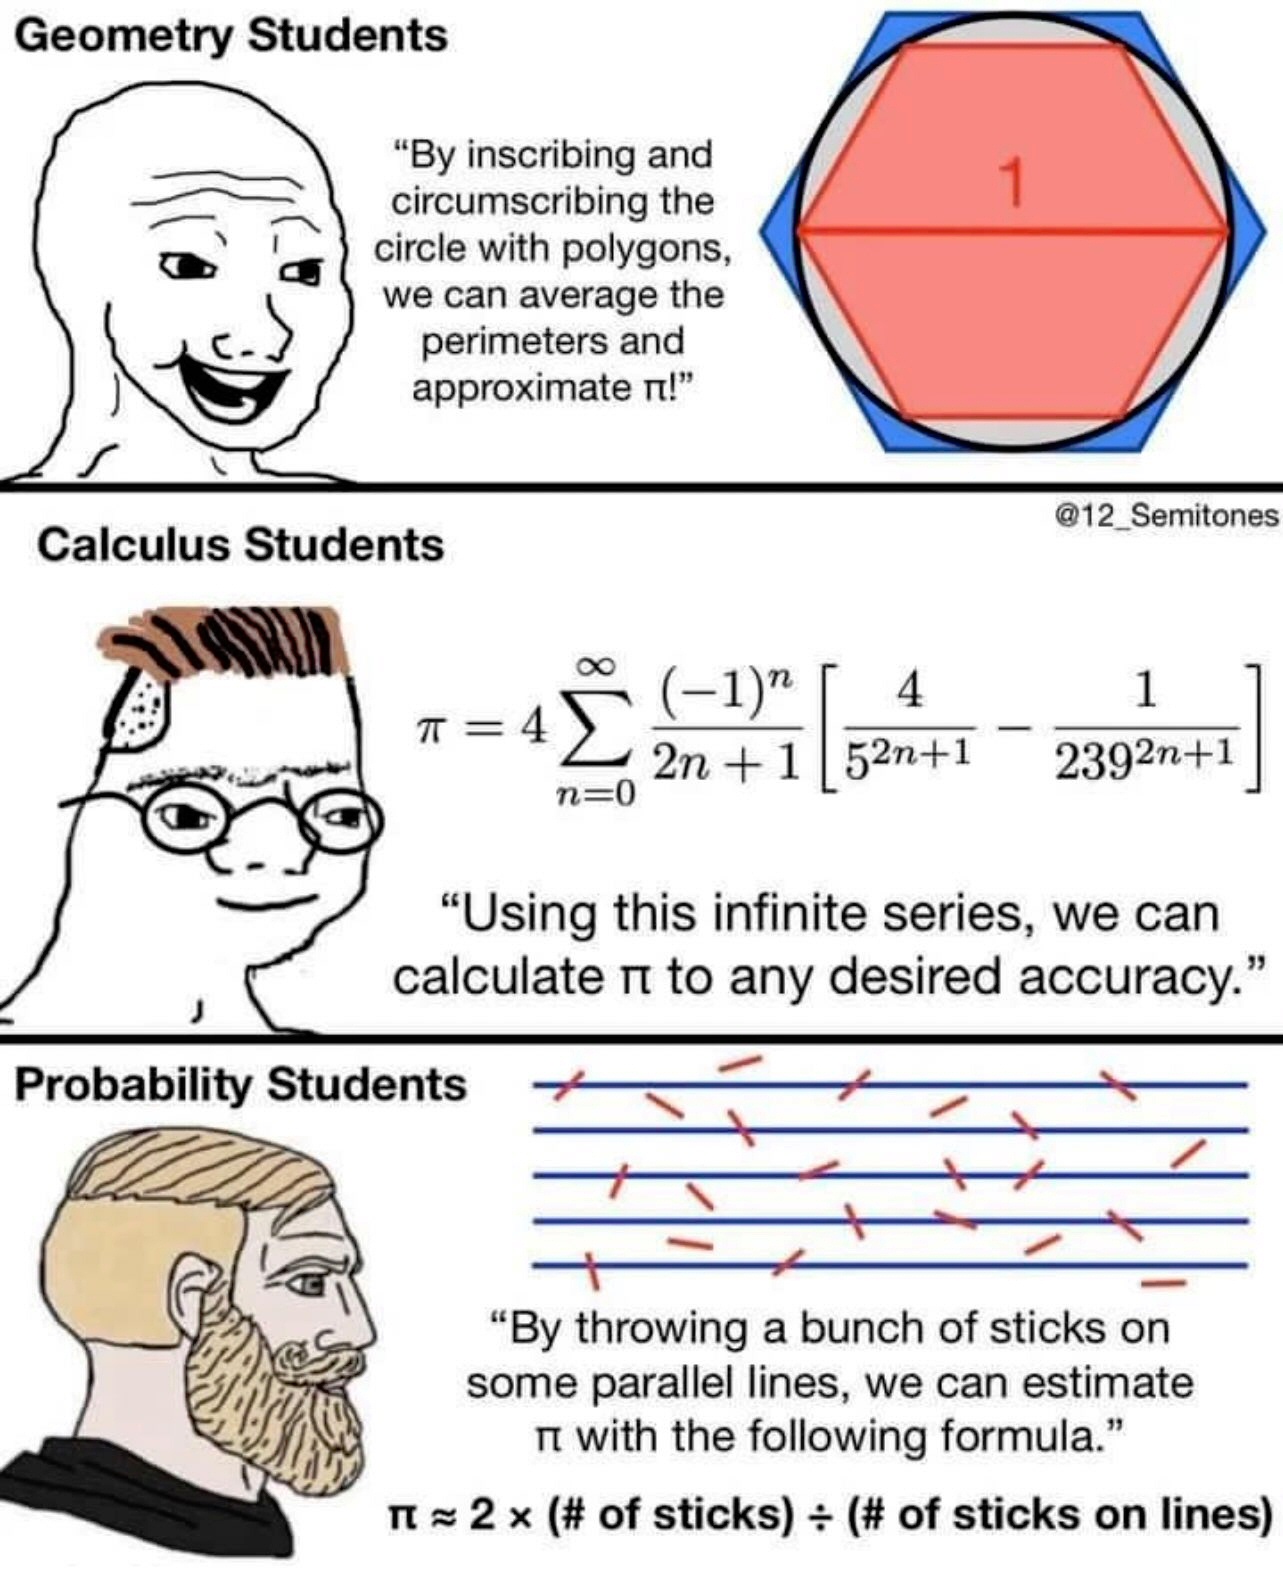 Geometry Students
“By inscribing and
circumscribing the
circle with polygons,
we can average the
perimeters and
approximate π!”
1
@12_Semitones
Calculus Students
π = 4 ∑_{n=0}^{∞} \frac{(-1)^n}{2n + 1} [ \frac{4}{5^{2n+1}} − \frac{1}{239^{2n+1}} ]
“Using this infinite series, we can
calculate π to any desired accuracy.”
Probability Students
“By throwing a bunch of sticks on
some parallel lines, we can estimate
π with the following formula.”
π ≈ 2 × (# of sticks) ÷ (# of sticks on lines)